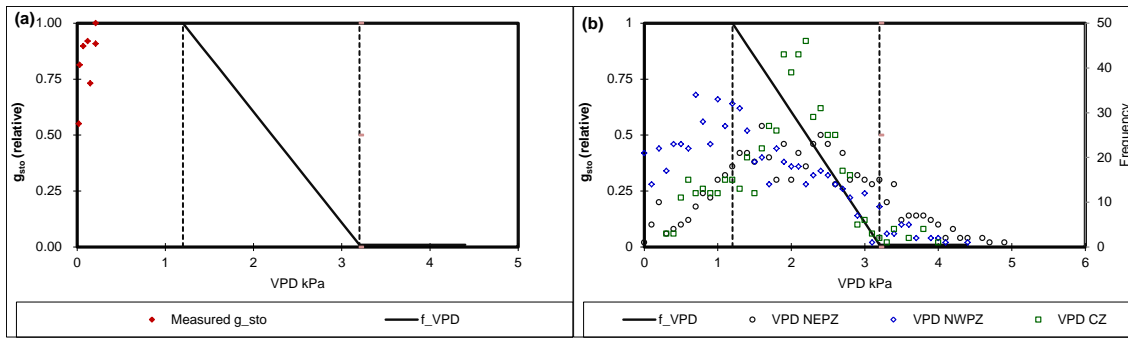 (a)
1.00
0.75
0.50
0.25
0.00
g_sto (relative)
0 1 2 3 4 5
VPD kPa
Measured g_sto f_VPD
(b)
1
0.75
0.5
0.25
0
g_sto (relative)
50
40
30
20
10
0
Frequency
0 1 2 3 4 5 6
VPD kPa
f_VPD VPD NEPZ VPD NWPZ VPD CZ